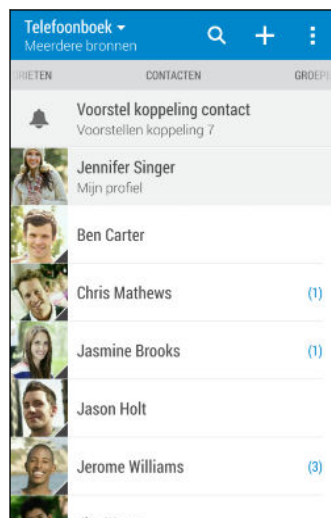 Telefoonboek
Meerdere bronnen
CONTACTEN
Voorstel koppeling contact
Voorstellen koppeling 7
Jennifer Singer
Mijn profiel
Ben Carter
Chris Mathews (1)
Jasmine Brooks (1)
Jason Holt
Jerome Williams (3)